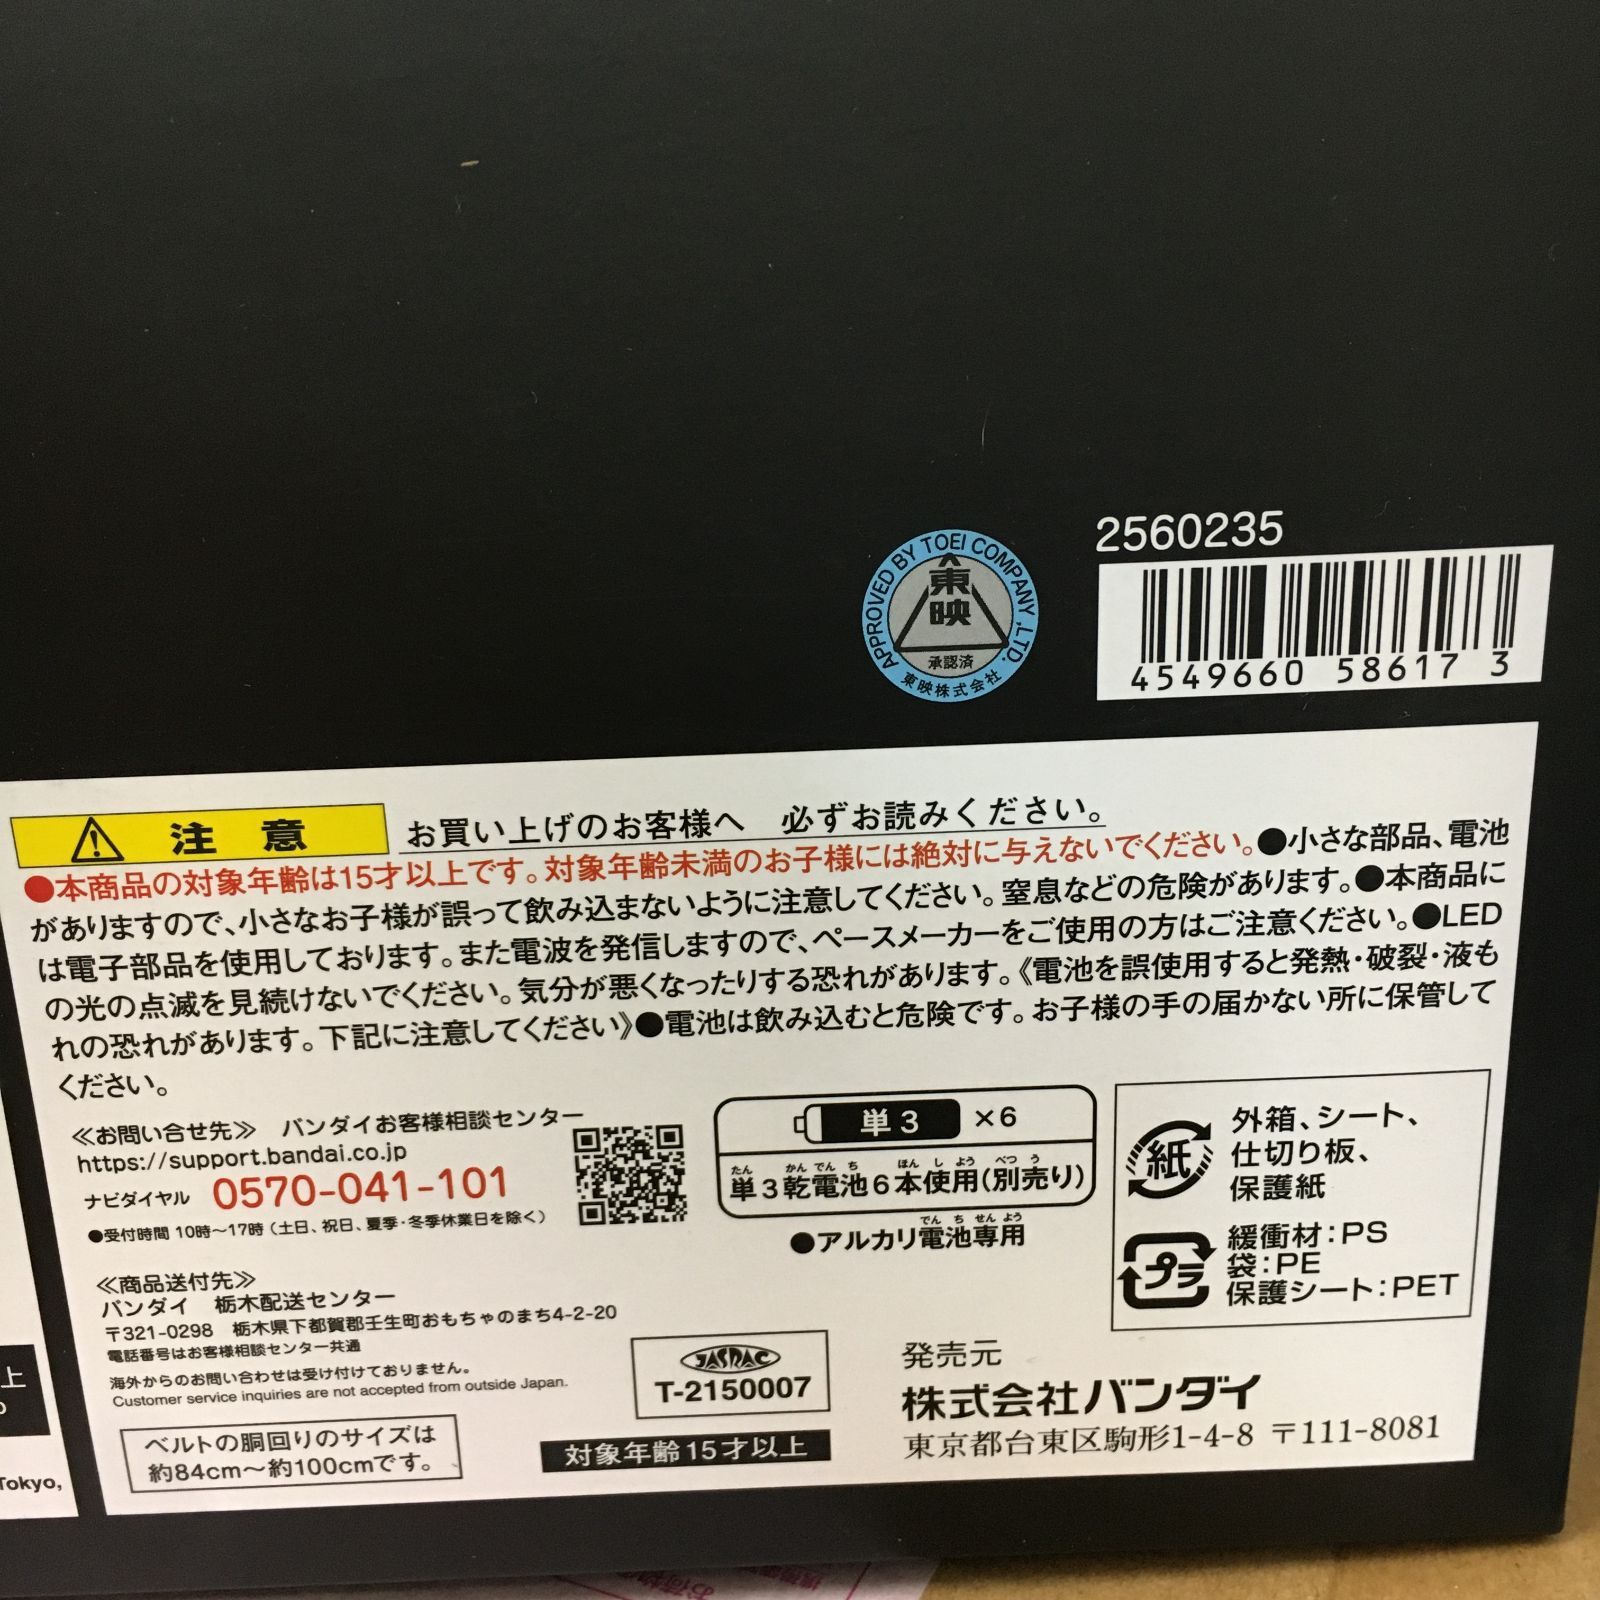 2560235
4549660 58617 3
APPROVED BY TOEI COMPANY ,LTD.
東映
承認済
東映株式会社
注意 お買い上げのお客様へ 必ずお読みください。
●本商品の対象年齢は15才以上です。対象年齢未満のお子様には絶対に与えないでください。●小さな部品、電池
がありますので、小さなお子様が誤って飲み込まないように注意してください。窒息などの危険があります。●本商品に
は電子部品を使用しております。また電波を発信しますので、ペースメーカーをご使用の方はご注意ください。●LED
の光の点滅を見続けないでください。気分が悪くなったりする恐れがあります。《電池を誤使用すると発熱・破裂・液も
れの恐れがあります。下記に注意してください》●電池は飲み込むと危険です。お子様の手の届かない所に保管して
ください。
≪お問い合せ先≫ バンダイお客様相談センター
https://support.bandai.co.jp
ナビダイヤル 0570-041-101
●受付時間 10時～17時（土日、祝日、夏季・冬季休業日を除く）
≪商品送付先≫
バンダイ 栃木配送センター
〒321-0298 栃木県下都賀郡壬生町おもちゃのまち4-2-20
電話番号はお客様相談センター共通
海外からのお問い合わせは受け付けておりません。
Customer service inquiries are not accepted from outside Japan.
ベルトの胴回りのサイズは
約84cm～約100cmです。
単3 ×6
たん かんでんち ほんしよう べつう
単3乾電池6本使用(別売り)
でんちせんよう
●アルカリ電池専用
紙
外箱、シート、
仕切り板、
保護紙
プラ
緩衝材：PS
袋：PE
保護シート：PET
JASRAC
T-2150007
対象年齢15才以上
発売元
株式会社バンダイ
東京都台東区駒形1-4-8 〒111-8081
上
Tokyo,